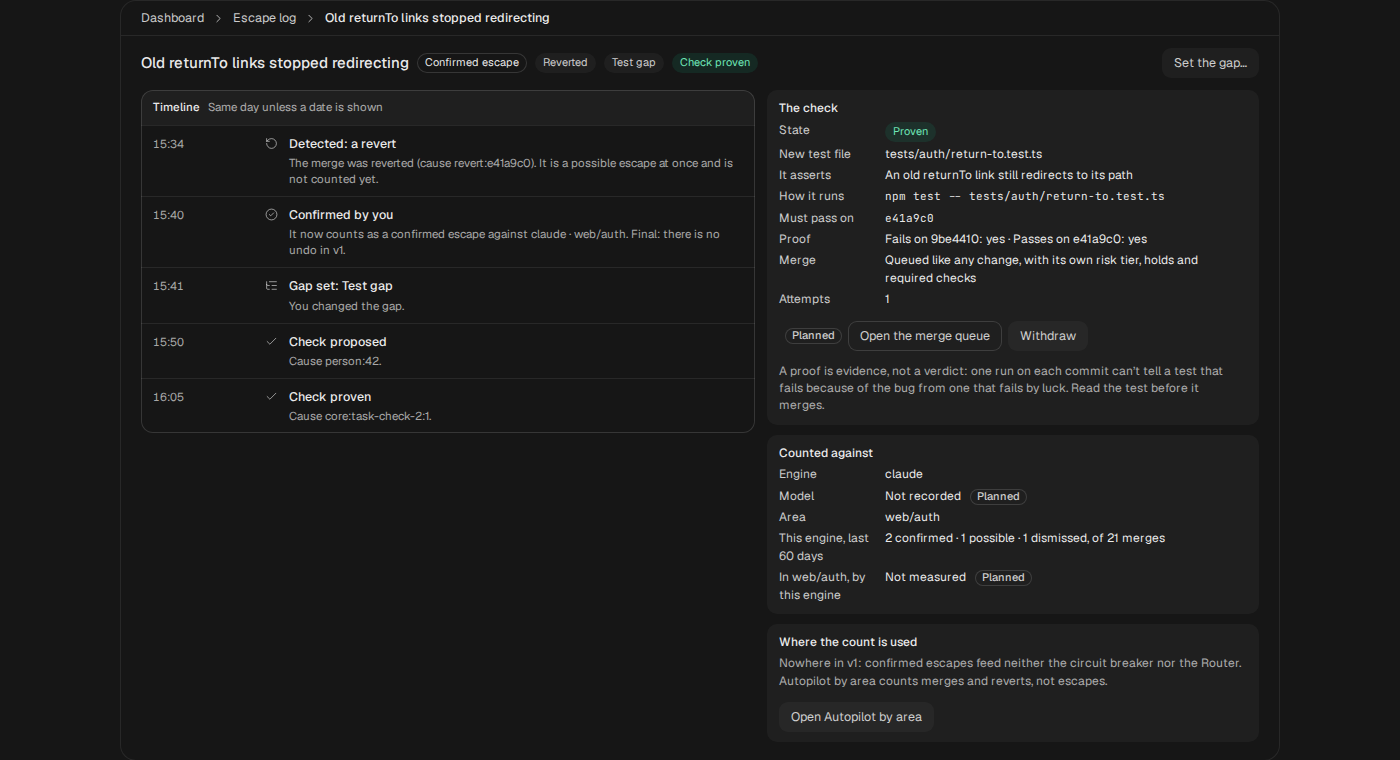 Dashboard > Escape log > Old returnTo links stopped redirecting
Old returnTo links stopped redirecting Confirmed escape Reverted Test gap Check proven Set the gap...
Timeline Same day unless a date is shown
15:34 Detected: a revert
The merge was reverted (cause revert:e41a9c0). It is a possible escape at once and is
not counted yet.
15:40 Confirmed by you
It now counts as a confirmed escape against claude · web/auth. Final: there is no
undo in v1.
15:41 Gap set: Test gap
You changed the gap.
15:50 Check proposed
Cause person:42.
16:05 Check proven
Cause core:task-check-2:1.
The check
State Proven
New test file tests/auth/return-to.test.ts
It asserts An old returnTo link still redirects to its path
How it runs npm test -- tests/auth/return-to.test.ts
Must pass on e41a9c0
Proof Fails on 9be4410: yes · Passes on e41a9c0: yes
Merge Queued like any change, with its own risk tier, holds and
required checks
Attempts 1
Planned Open the merge queue Withdraw
A proof is evidence, not a verdict: one run on each commit can't tell a test that
fails because of the bug from one that fails by luck. Read the test before it
merges.
Counted against
Engine claude
Model Not recorded Planned
Area web/auth
This engine, last 2 confirmed · 1 possible · 1 dismissed, of 21 merges
60 days
In web/auth, by Not measured Planned
this engine
Where the count is used
Nowhere in v1: confirmed escapes feed neither the circuit breaker nor the Router.
Autopilot by area counts merges and reverts, not escapes.
Open Autopilot by area